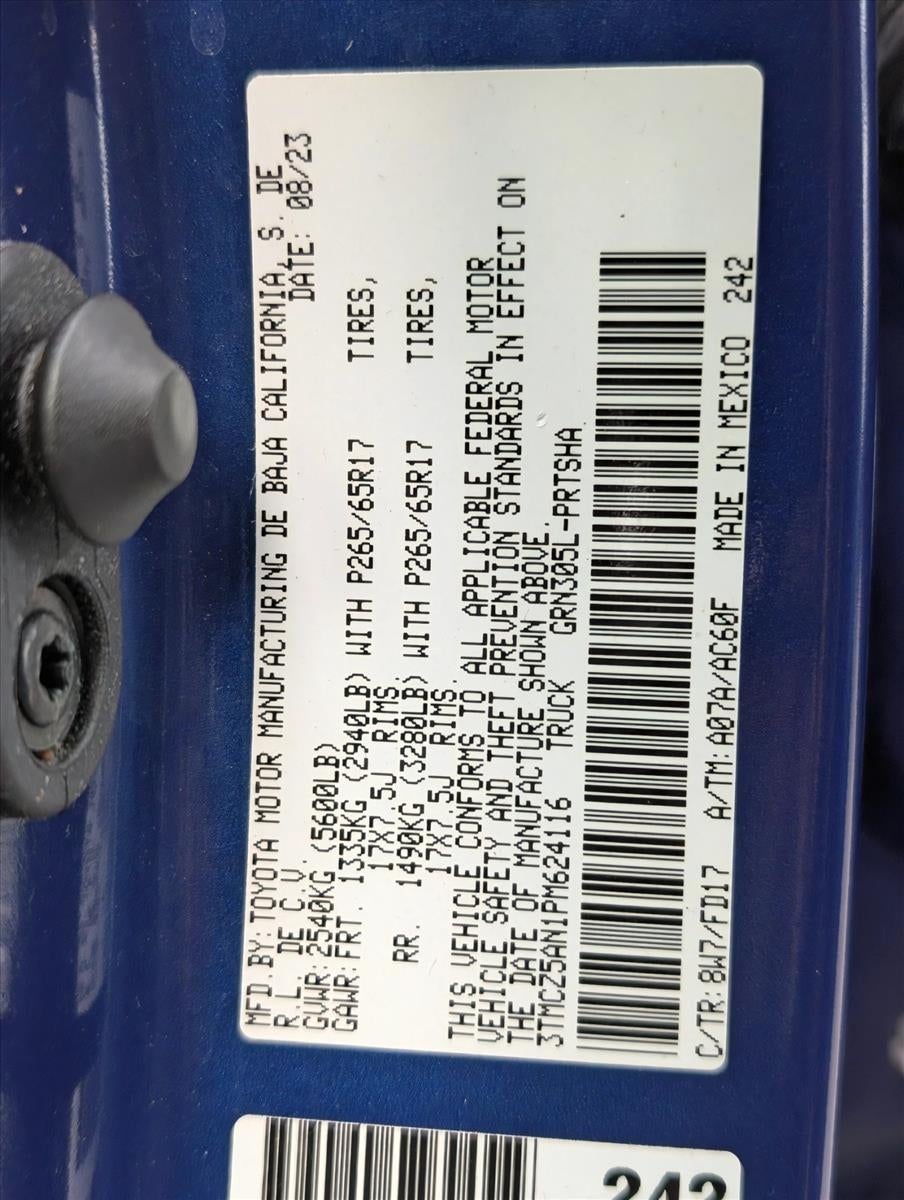 MFD. BY: TOYOTA MOTOR MANUFACTURING DE BAJA CALIFORNIA, S. DE
R.L. DE C.V. DATE: 08/23
GVWR: 2540KG (5600LB)
GAWR: FRT. 1335KG (2940LB) WITH P265/65R17 TIRES,
17X7.5J RIMS.
RR. 1490KG (3280LB) WITH P265/65R17 TIRES,
17X7.5J RIMS.
THIS VEHICLE CONFORMS TO ALL APPLICABLE FEDERAL MOTOR
VEHICLE SAFETY AND THEFT PREVENTION STANDARDS IN EFFECT ON
THE DATE OF MANUFACTURE SHOWN ABOVE.
3TMCZ5AN1PM624116 TRUCK GRN305L-PRTSHA
C/TR: 8W7/FD17 A/TM: A07A/AC60F MADE IN MEXICO 242
242